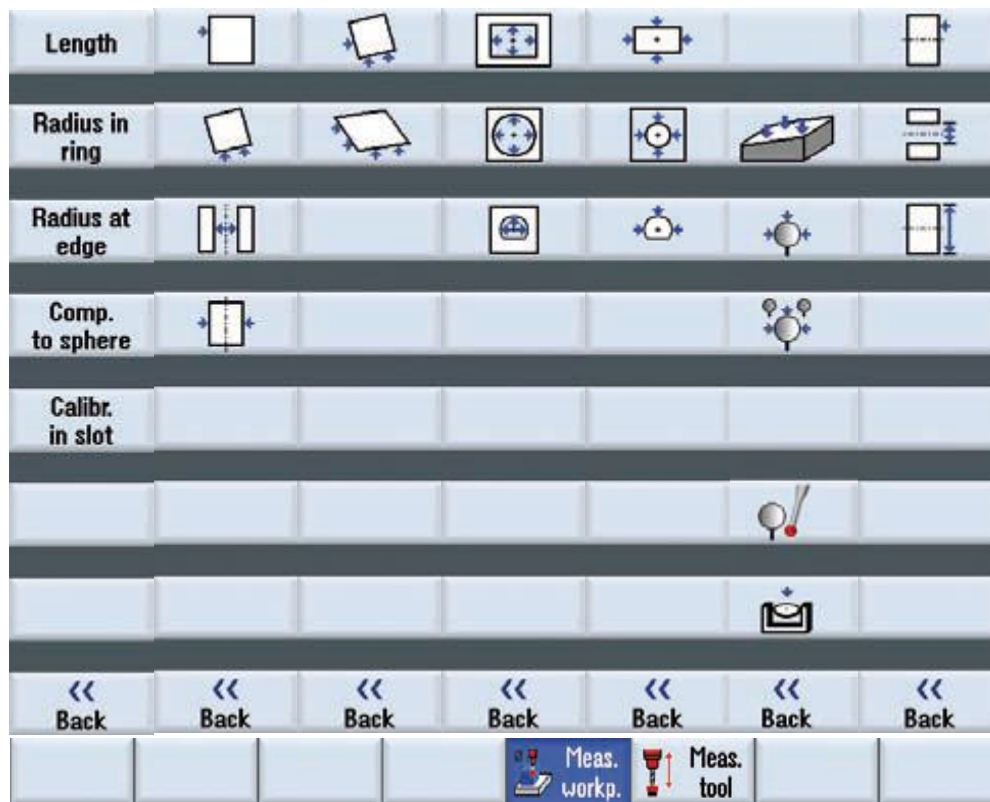 Length
Radius in
ring
Radius at
edge
Comp.
to sphere
Calibr.
in slot
<< Back
<< Back
<< Back
<< Back
<< Back
<< Back
<< Back
Meas.
workp.
Meas.
tool